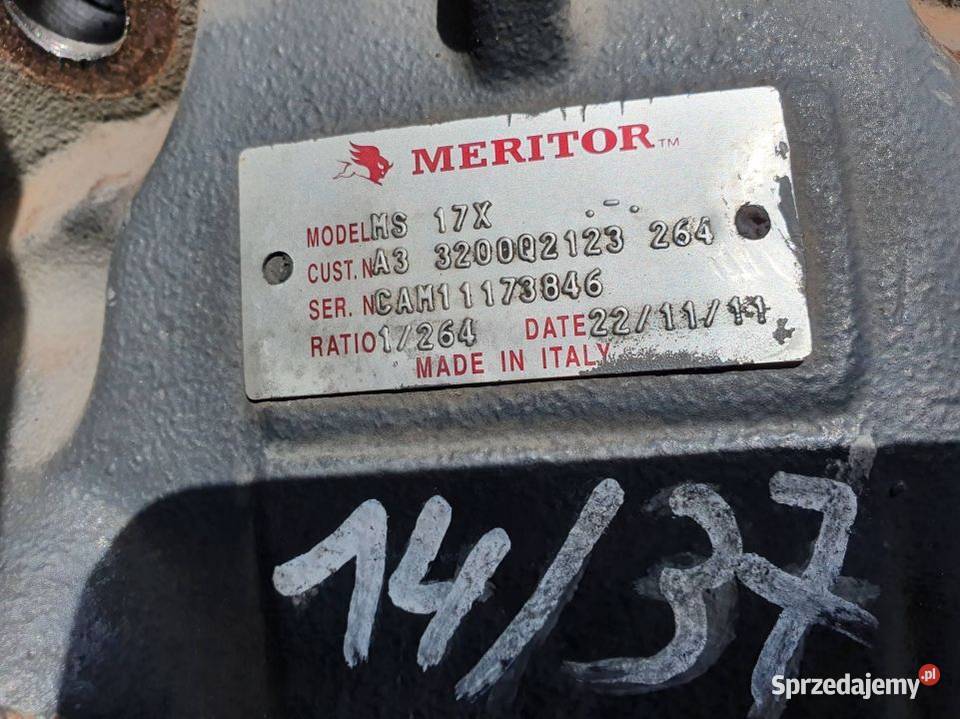 MERITOR™
MODEL MS 17X .-.
CUST. N A3 3200Q2123 264
SER. N CAM11173846
RATIO 1/264 DATE 22/11/11
MADE IN ITALY
14/37
Sprzedajemy.pl